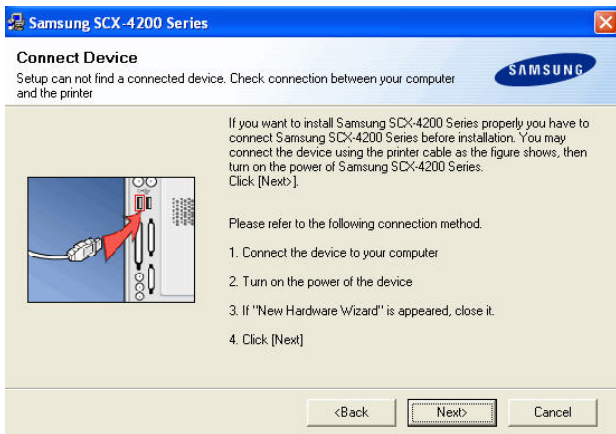 Samsung SCX-4200 Series
Connect Device
Setup can not find a connected device. Check connection between your computer
and the printer
SAMSUNG
If you want to install Samsung SCX-4200 Series properly you have to
connect Samsung SCX-4200 Series before installation. You may
connect the device using the printer cable as the figure shows, then
turn on the power of Samsung SCX-4200 Series.
Click [Next>].
Please refer to the following connection method.
1. Connect the device to your computer
2. Turn on the power of the device
3. If "New Hardware Wizard" is appeared, close it.
4. Click [Next]
<Back
Next>
Cancel